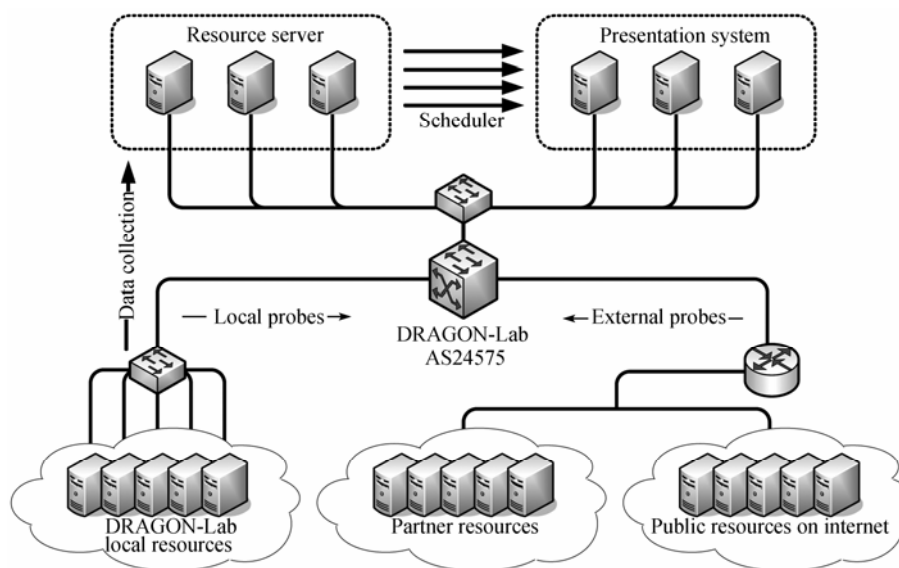 Resource server
Presentation system
Scheduler
Data collection
Local probes
External probes
DRAGON-Lab
AS24575
DRAGON-Lab
local resources
Partner resources
Public resources on internet